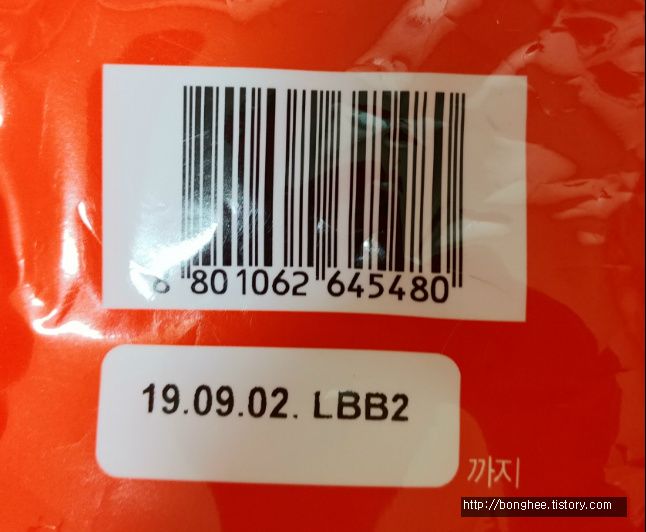 8 801062 645480
19.09.02. LBB2
까지
http://bonghee.tistory.com